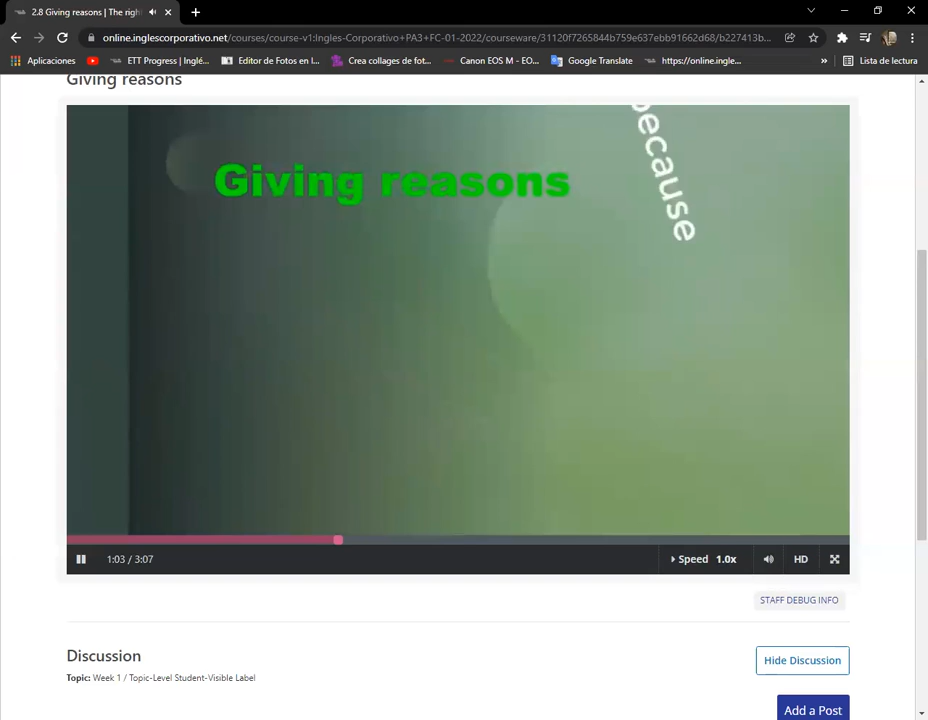 2.8 Giving reasons | The righ
online.inglescorporativo.net/courses/course-v1:Ingles-Corporativo+PA3+FC-01-2022/courseware/31120f7265844b759e637ebb91662d68/b227413b...
Aplicaciones
ETT Progress | Inglé...
Editor de Fotos en l...
Crea collages de fot...
Canon EOS M - EO...
Google Translate
https://online.ingle...
»
Lista de lectura
Giving reasons
because
Giving reasons
1:03 / 3:07
Speed 1.0x
HD
STAFF DEBUG INFO
Discussion
Hide Discussion
Topic: Week 1 / Topic-Level Student-Visible Label
Add a Post